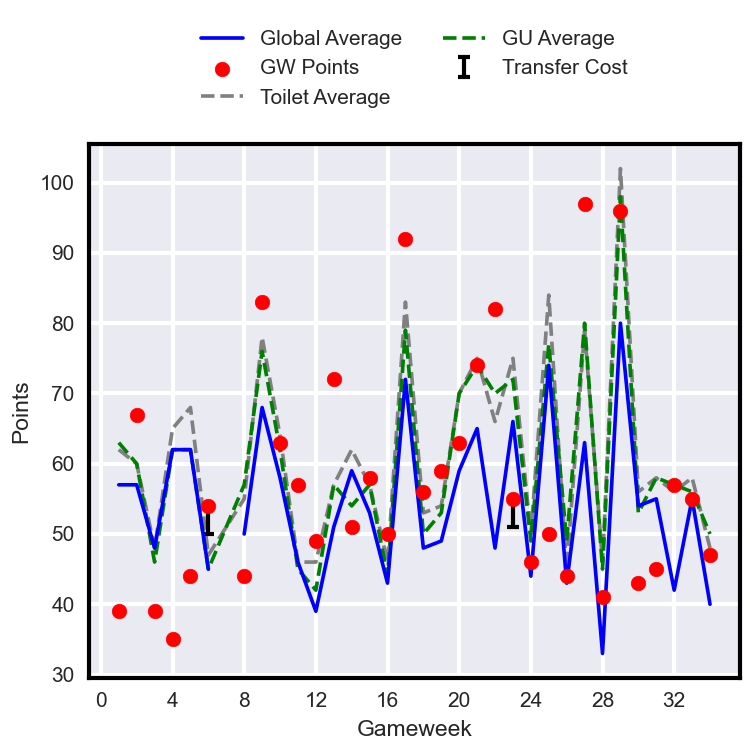 Global Average
GW Points
Toilet Average
GU Average
Transfer Cost
100
90
80
70
60
50
40
30
Points
0 4 8 12 16 20 24 28 32
Gameweek